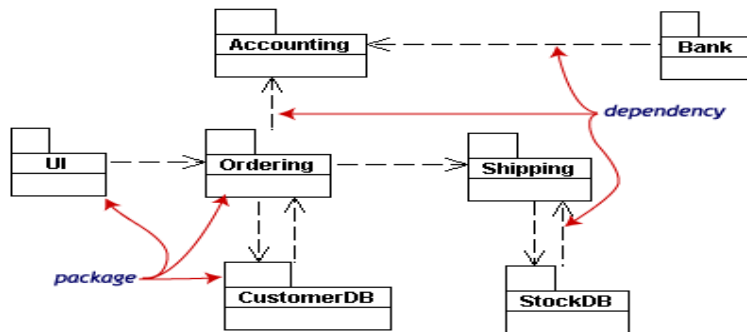 Accounting
Bank
dependency
UI
Ordering
Shipping
package
CustomerDB
StockDB